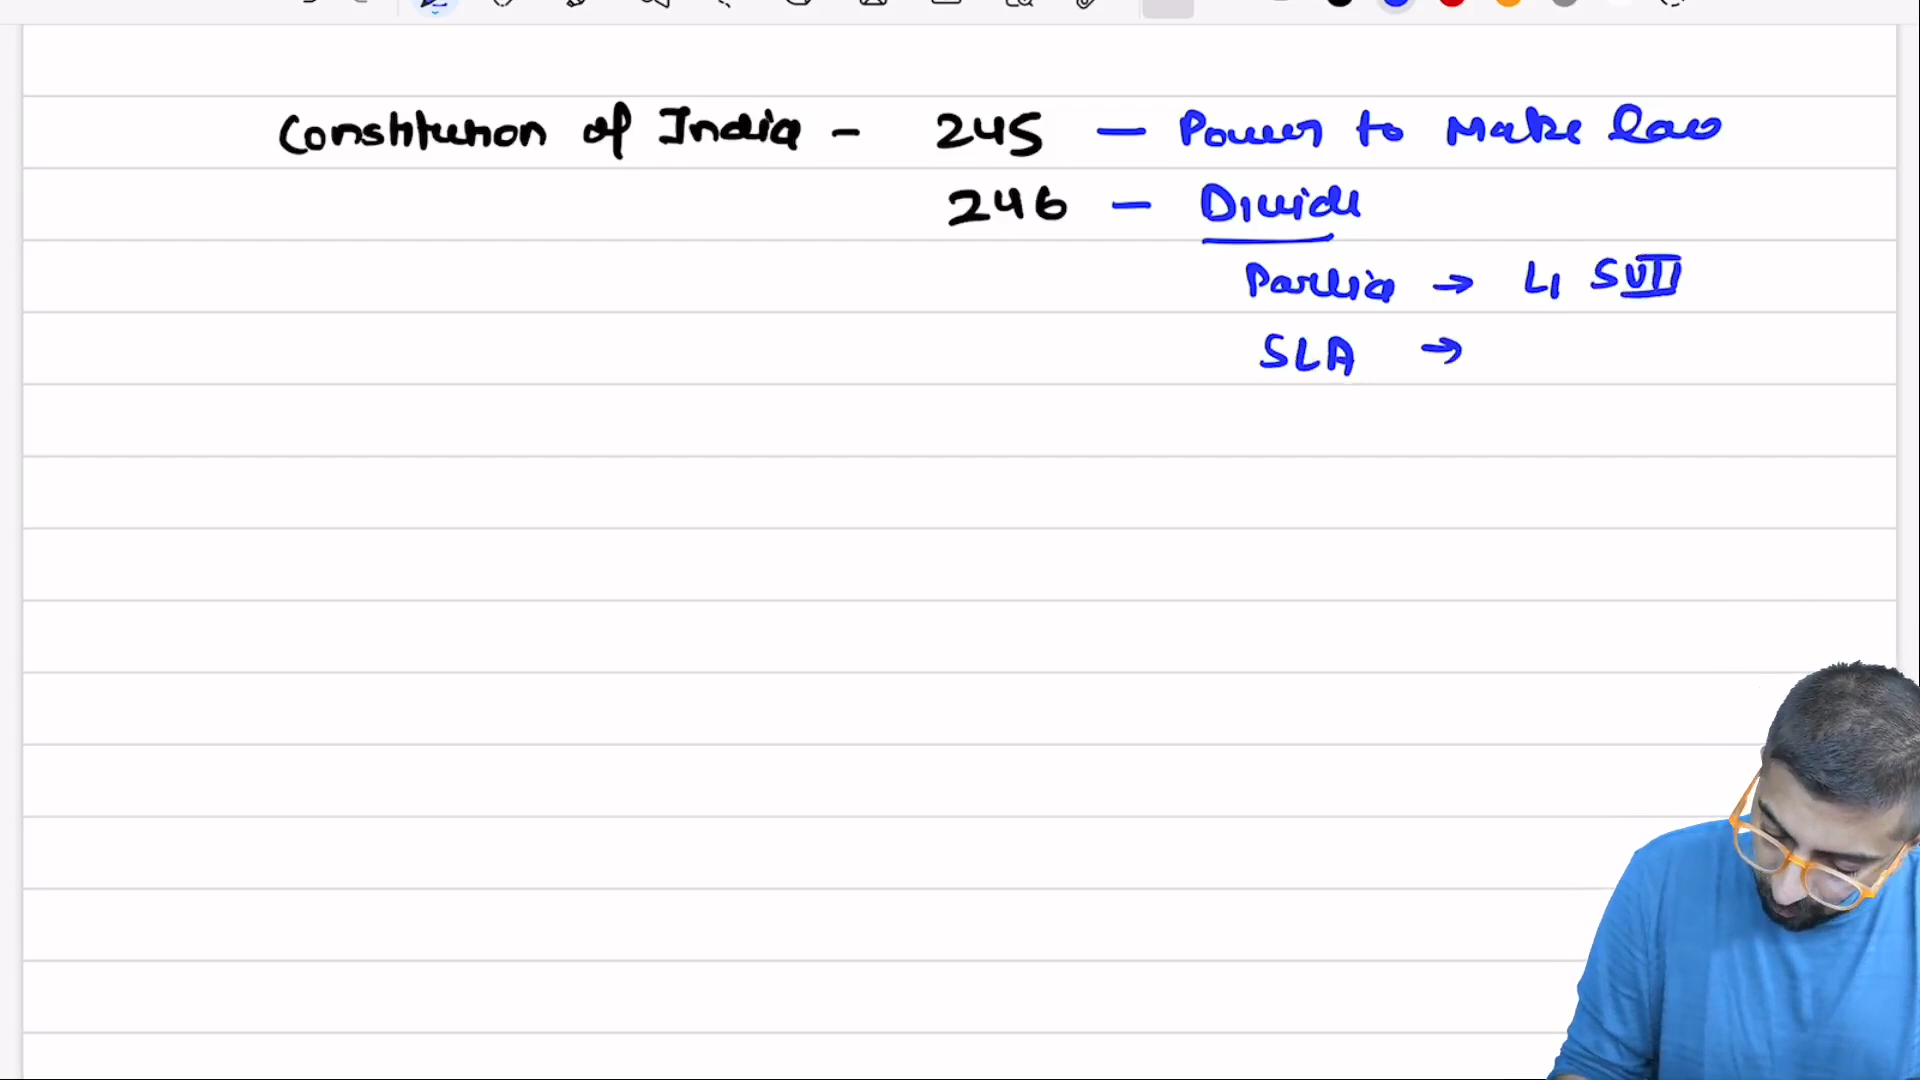 Constitution of India - 245 - Power to Make law
246 - Divide
Parlia → L1 SVII
SLA →